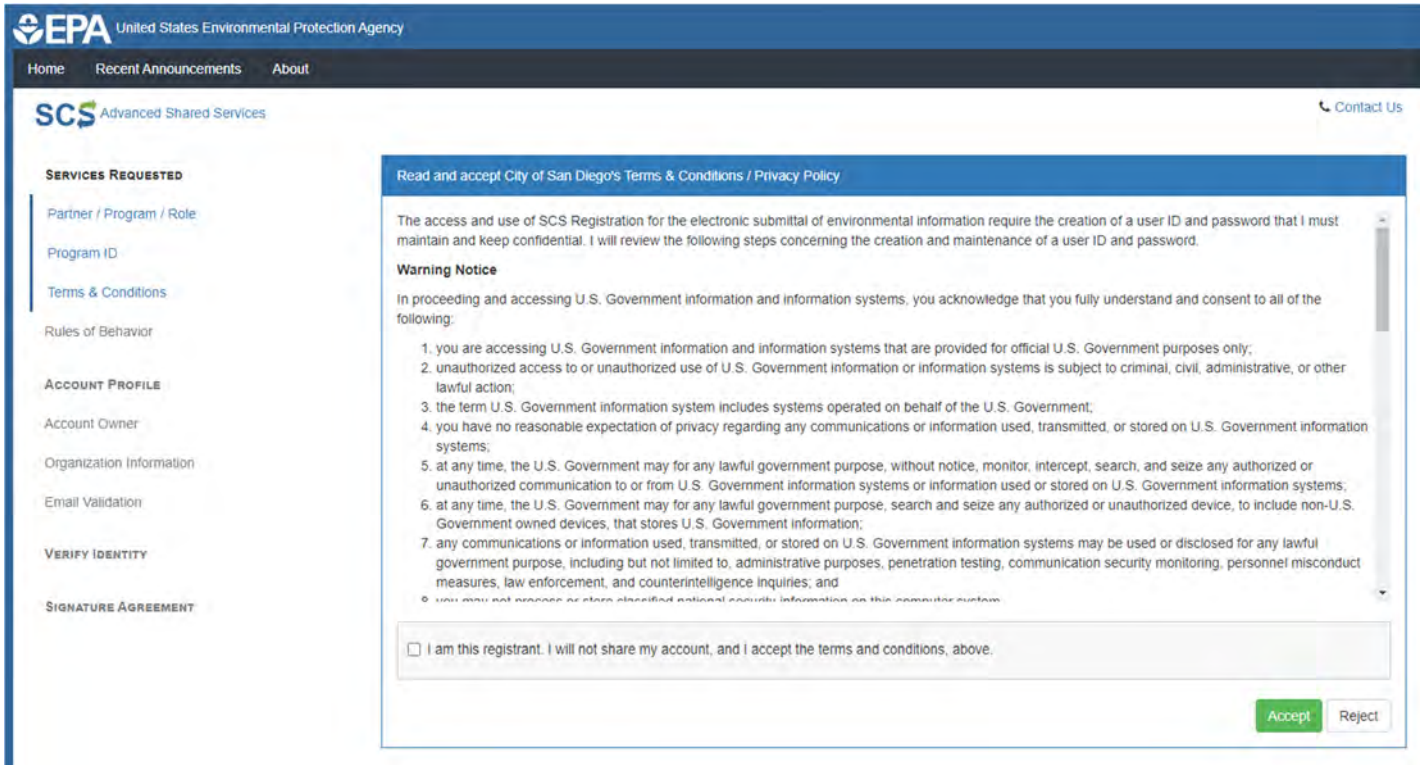 EPA United States Environmental Protection Agency
Home Recent Announcements About
SCS Advanced Shared Services
Contact Us
SERVICES REQUESTED
Partner / Program / Role
Program ID
Terms & Conditions
Rules of Behavior
ACCOUNT PROFILE
Account Owner
Organization Information
Email Validation
VERIFY IDENTITY
SIGNATURE AGREEMENT
Read and accept City of San Diego's Terms & Conditions / Privacy Policy
The access and use of SCS Registration for the electronic submittal of environmental information require the creation of a user ID and password that I must
maintain and keep confidential. I will review the following steps concerning the creation and maintenance of a user ID and password.
Warning Notice
In proceeding and accessing U.S. Government information and information systems, you acknowledge that you fully understand and consent to all of the
following:
1. you are accessing U.S. Government information and information systems that are provided for official U.S. Government purposes only;
2. unauthorized access to or unauthorized use of U.S. Government information or information systems is subject to criminal, civil, administrative, or other
lawful action;
3. the term U.S. Government information system includes systems operated on behalf of the U.S. Government;
4. you have no reasonable expectation of privacy regarding any communications or information used, transmitted, or stored on U.S. Government information
systems;
5. at any time, the U.S. Government may for any lawful government purpose, without notice, monitor, intercept, search, and seize any authorized or
unauthorized communication to or from U.S. Government information systems or information used or stored on U.S. Government information systems;
6. at any time, the U.S. Government may for any lawful government purpose, search and seize any authorized or unauthorized device, to include non-U.S.
Government owned devices, that stores U.S. Government information;
7. any communications or information used, transmitted, or stored on U.S. Government information systems may be used or disclosed for any lawful
government purpose, including but not limited to, administrative purposes, penetration testing, communication security monitoring, personnel misconduct
measures, law enforcement, and counterintelligence inquiries; and
8. you may not process or store classified national security information on this computer system.
I am this registrant. I will not share my account, and I accept the terms and conditions, above.
Accept Reject